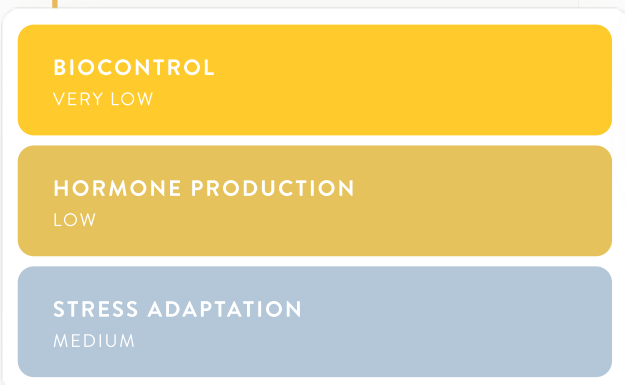 BIOCONTROL
VERY LOW
HORMONE PRODUCTION
LOW
STRESS ADAPTATION
MEDIUM